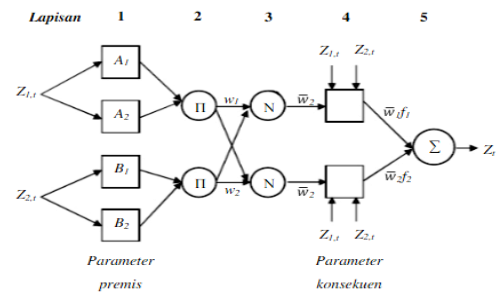 Lapisan 1 2 3 4 5
Z1,t Z2,t
A1
Z1,t
A2
Π w1 N w̅2
w̅1f1
Σ Zt
B1
Z2,t
B2
Π w2 N w̅2
w̅2f2
Z1,t Z2,t
Parameter premis
Parameter konsekuen